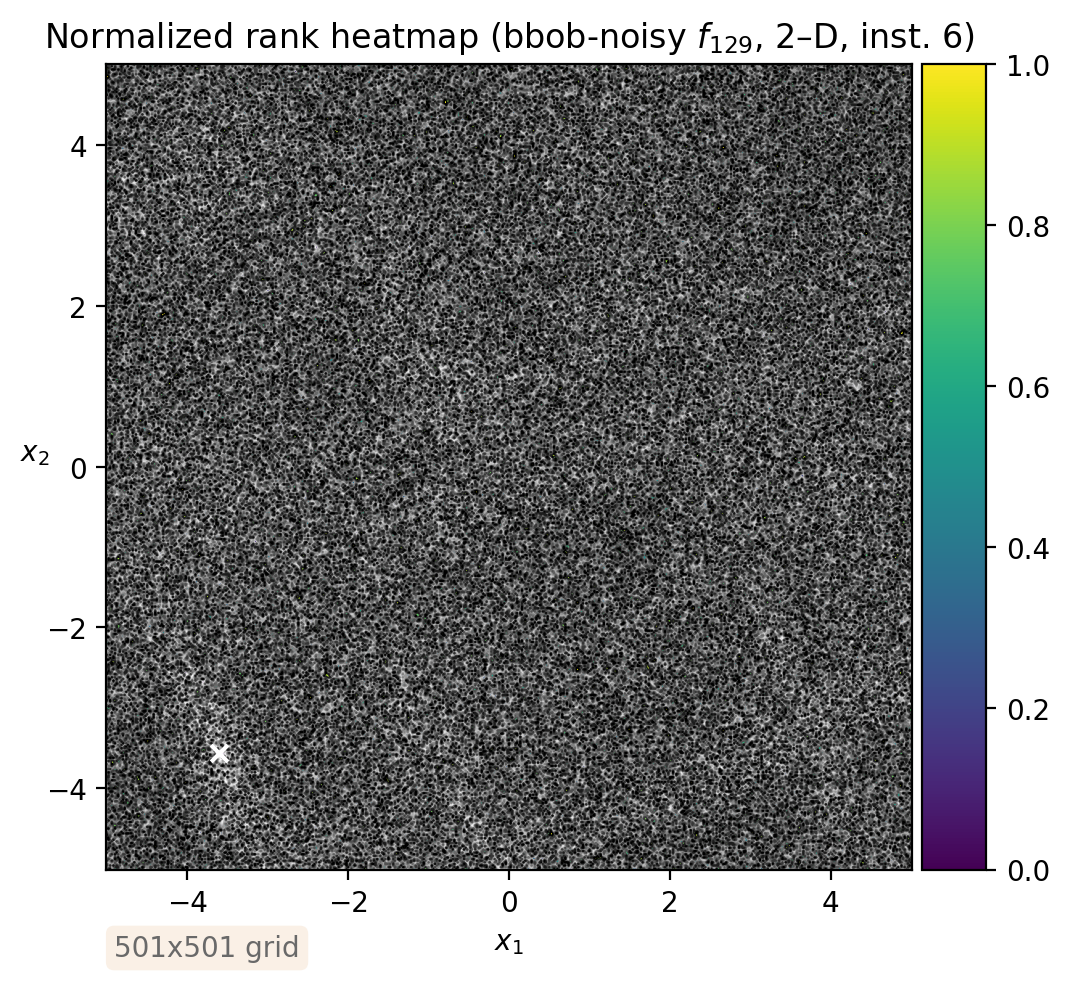 Normalized rank heatmap (bbob-noisy f₁₂₉, 2–D, inst. 6)
1.0
0.8
0.6
0.4
0.2
0.0
4
2
0
−2
−4
x₂
−4 −2 0 2 4
x₁
501x501 grid